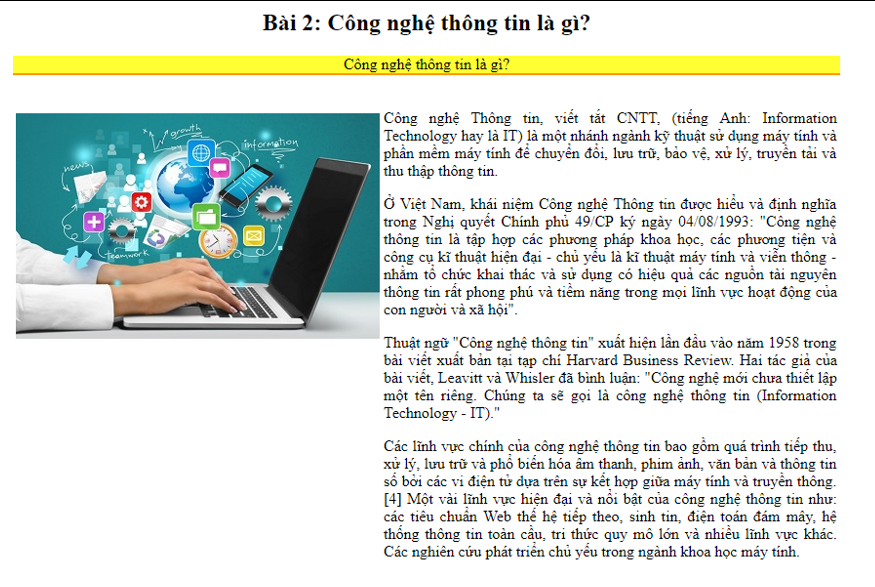 Bài 2: Công nghệ thông tin là gì?
Công nghệ thông tin là gì?
growth
information
news
Teamwork
Công nghệ Thông tin, viết tắt CNTT, (tiếng Anh: Information
Technology hay là IT) là một nhánh ngành kỹ thuật sử dụng máy tính và
phần mềm máy tính để chuyển đổi, lưu trữ, bảo vệ, xử lý, truyền tải và
thu thập thông tin.
Ở Việt Nam, khái niệm Công nghệ Thông tin được hiểu và định nghĩa
trong Nghị quyết Chính phủ 49/CP ký ngày 04/08/1993: "Công nghệ
thông tin là tập hợp các phương pháp khoa học, các phương tiện và
công cụ kĩ thuật hiện đại - chủ yếu là kĩ thuật máy tính và viễn thông -
nhằm tổ chức khai thác và sử dụng có hiệu quả các nguồn tài nguyên
thông tin rất phong phú và tiềm năng trong mọi lĩnh vực hoạt động của
con người và xã hội".
Thuật ngữ "Công nghệ thông tin" xuất hiện lần đầu vào năm 1958 trong
bài viết xuất bản tại tạp chí Harvard Business Review. Hai tác giả của
bài viết, Leavitt và Whisler đã bình luận: "Công nghệ mới chưa thiết lập
một tên riêng. Chúng ta sẽ gọi là công nghệ thông tin (Information
Technology - IT)."
Các lĩnh vực chính của công nghệ thông tin bao gồm quá trình tiếp thu,
xử lý, lưu trữ và phổ biến hóa âm thanh, phim ảnh, văn bản và thông tin
số bởi các vi điện tử dựa trên sự kết hợp giữa máy tính và truyền thông.
[4] Một vài lĩnh vực hiện đại và nổi bật của công nghệ thông tin như:
các tiêu chuẩn Web thế hệ tiếp theo, sinh tin, điện toán đám mây, hệ
thống thông tin toàn cầu, tri thức quy mô lớn và nhiều lĩnh vực khác.
Các nghiên cứu phát triển chủ yếu trong ngành khoa học máy tính.